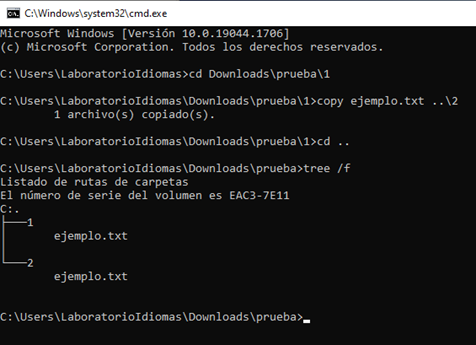 C:\Windows\system32\cmd.exe
Microsoft Windows [Versión 10.0.19044.1706]
(c) Microsoft Corporation. Todos los derechos reservados.
C:\Users\LaboratorioIdiomas>cd Downloads\prueba\1
C:\Users\LaboratorioIdiomas\Downloads\prueba\1>copy ejemplo.txt ..\2
        1 archivo(s) copiado(s).
C:\Users\LaboratorioIdiomas\Downloads\prueba\1>cd ..
C:\Users\LaboratorioIdiomas\Downloads\prueba>tree /f
Listado de rutas de carpetas
El número de serie del volumen es EAC3-7E11
C:.
├───1
│       ejemplo.txt
│
└───2
        ejemplo.txt
C:\Users\LaboratorioIdiomas\Downloads\prueba>